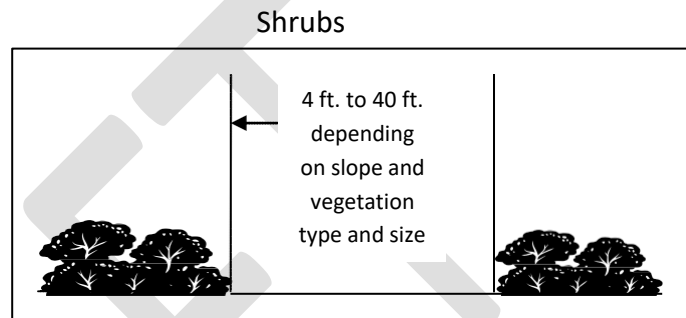 Shrubs
4 ft. to 40 ft.
depending
on slope and
vegetation
type and size